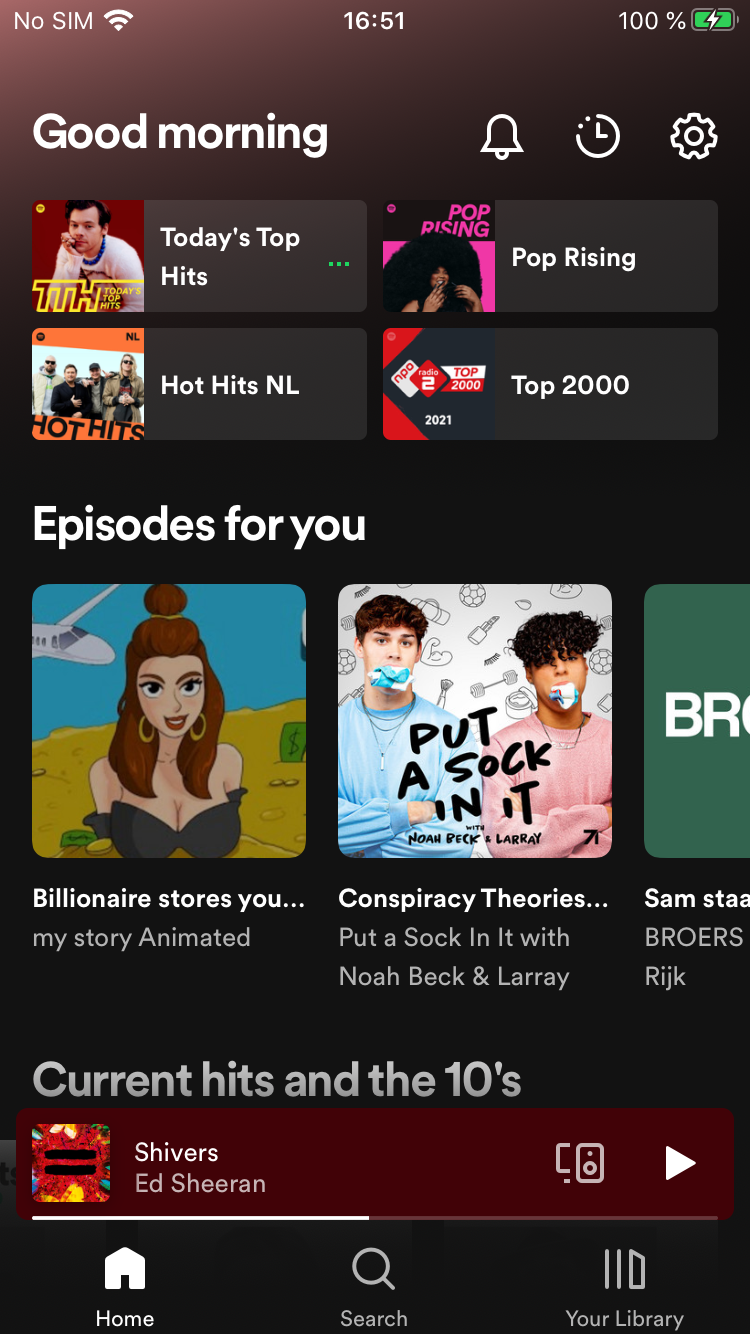 No SIM 16:51 100 %
Good morning
TTH TODAY'S
TOP
HITS
Today's Top
Hits
...
POP
RISING
Pop Rising
NL
HOT HITS
Hot Hits NL
npo radio 2 TOP
2000
2021
Top 2000
Episodes for you
$
PUT
A SOCK
IN IT
WITH
NOAH BECK & LARRAY
BRO
Billionaire stores you...
my story Animated
Conspiracy Theories...
Put a Sock In It with
Noah Beck & Larray
Sam staa
BROERS
Rijk
Current hits and the 10's
Shivers
Ed Sheeran
Home
Search
Your Library